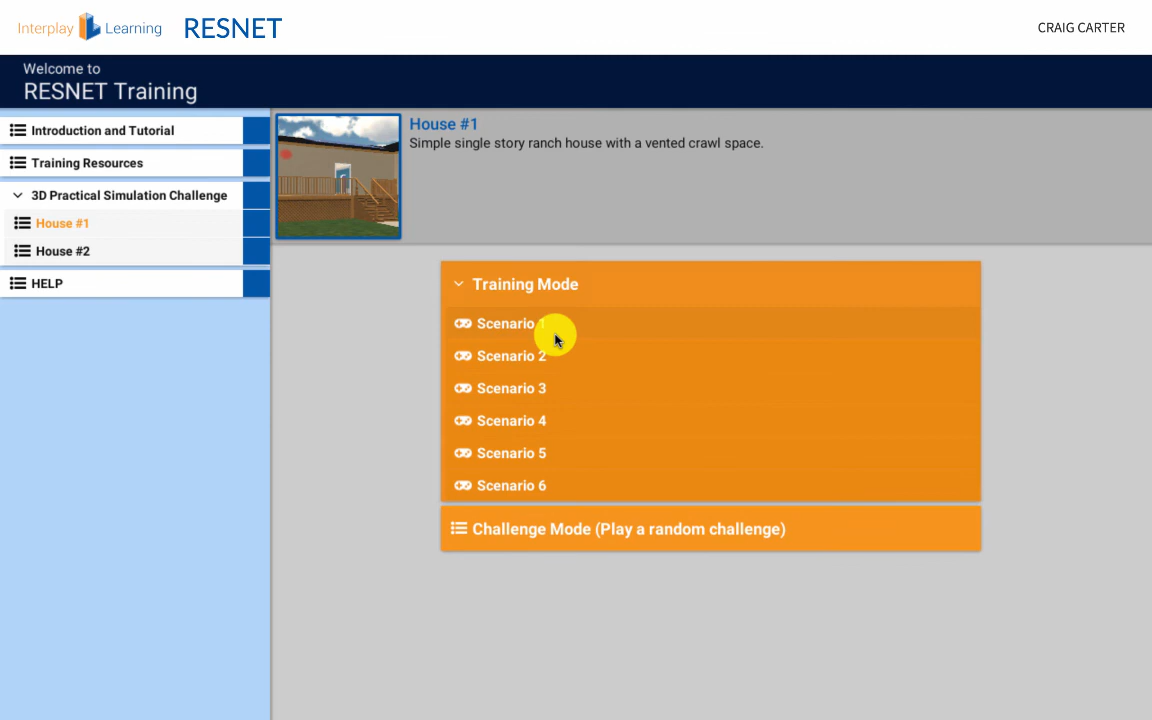 Interplay Learning RESNET
CRAIG CARTER
Welcome to
RESNET Training
Introduction and Tutorial
Training Resources
3D Practical Simulation Challenge
House #1
House #2
HELP
House #1
Simple single story ranch house with a vented crawl space.
Training Mode
Scenario 1
Scenario 2
Scenario 3
Scenario 4
Scenario 5
Scenario 6
Challenge Mode (Play a random challenge)